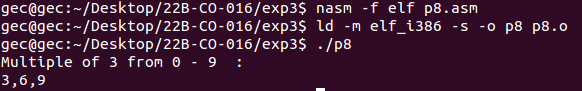 gec@gec:~/Desktop/22B-CO-016/exp3$ nasm -f elf p8.asm
gec@gec:~/Desktop/22B-CO-016/exp3$ ld -m elf_i386 -s -o p8 p8.o
gec@gec:~/Desktop/22B-CO-016/exp3$ ./p8
Multiple of 3 from 0 - 9  :
3,6,9